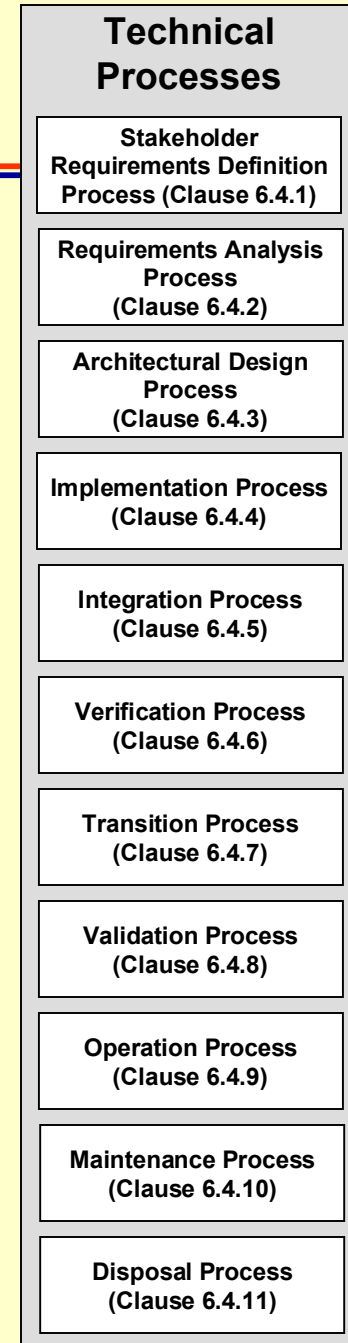 Technical
Processes
Stakeholder
Requirements Definition
Process (Clause 6.4.1)
Requirements Analysis
Process
(Clause 6.4.2)
Architectural Design
Process
(Clause 6.4.3)
Implementation Process
(Clause 6.4.4)
Integration Process
(Clause 6.4.5)
Verification Process
(Clause 6.4.6)
Transition Process
(Clause 6.4.7)
Validation Process
(Clause 6.4.8)
Operation Process
(Clause 6.4.9)
Maintenance Process
(Clause 6.4.10)
Disposal Process
(Clause 6.4.11)